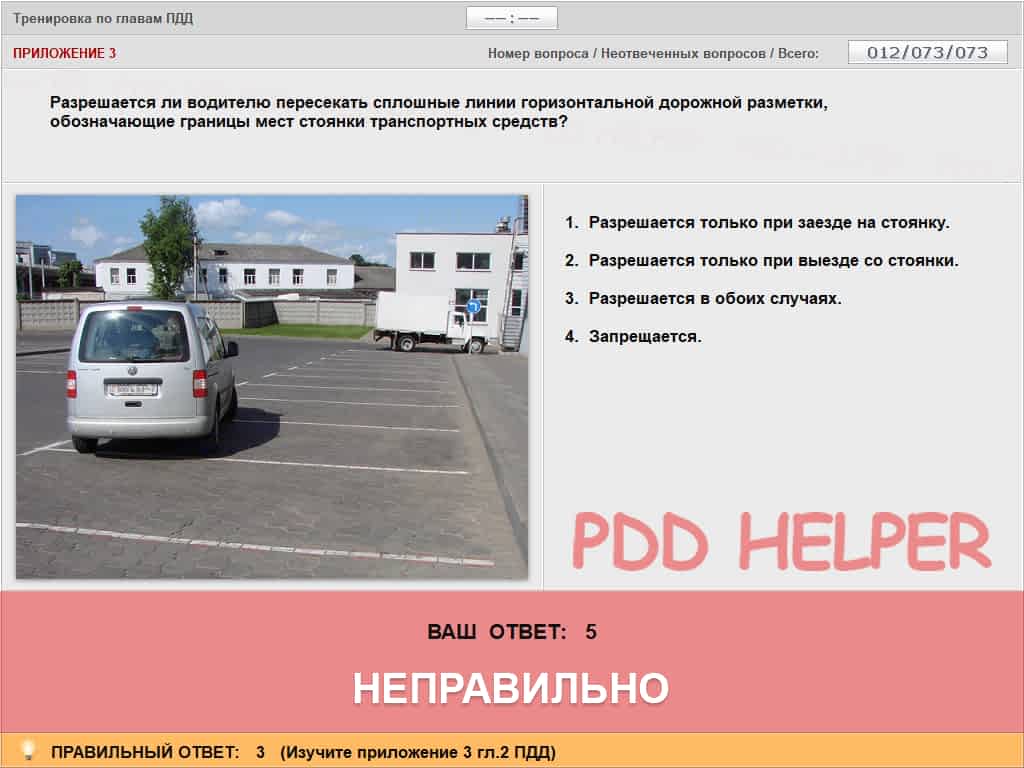 Тренировка по главам ПДД
—— : ——
ПРИЛОЖЕНИЕ 3
Номер вопроса / Неотвеченных вопросов / Всего:
012/073/073
Разрешается ли водителю пересекать сплошные линии горизонтальной дорожной разметки,
обозначающие границы мест стоянки транспортных средств?
1. Разрешается только при заезде на стоянку.
2. Разрешается только при выезде со стоянки.
3. Разрешается в обоих случаях.
4. Запрещается.
PDD HELPER
ВАШ ОТВЕТ: 5
НЕПРАВИЛЬНО
ПРАВИЛЬНЫЙ ОТВЕТ: 3 (Изучите приложение 3 гл.2 ПДД)